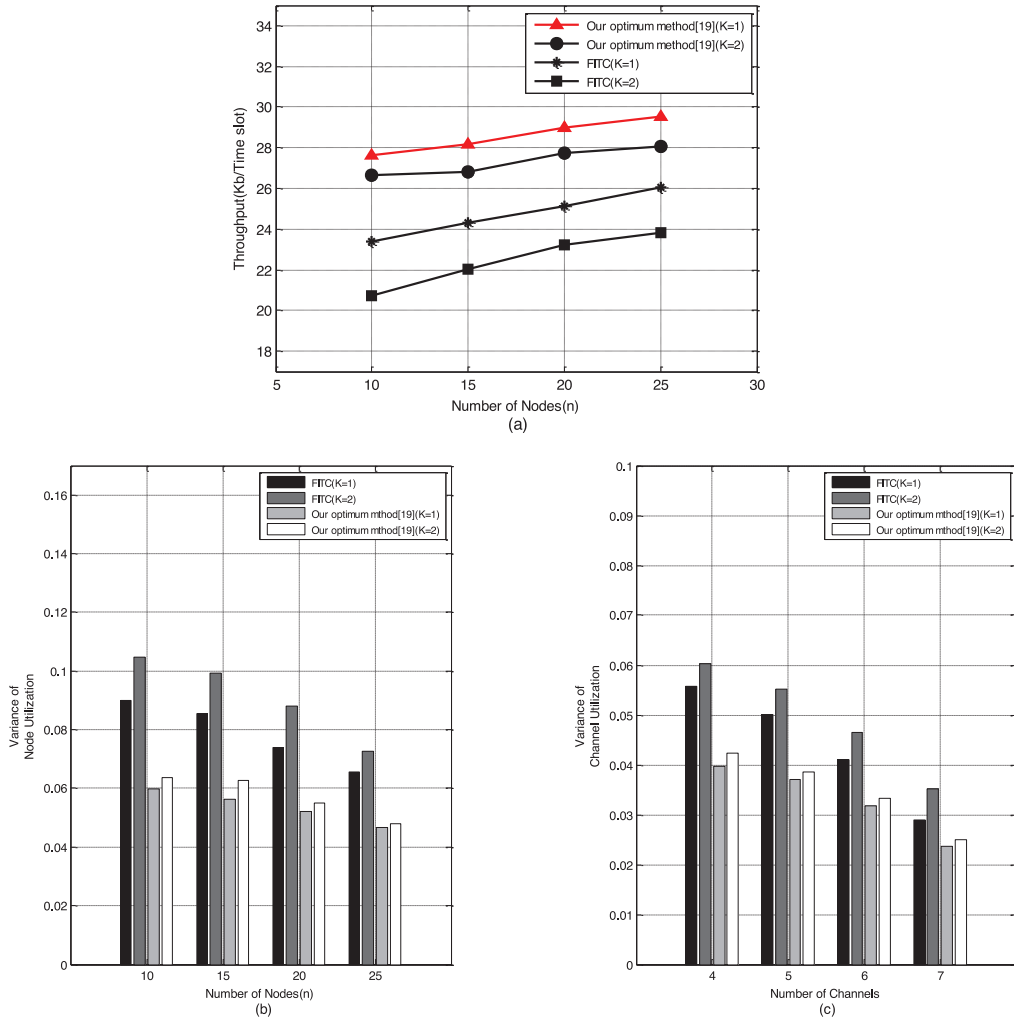 34
32
30
28
26
24
22
20
18
Throughput(Kb/Time slot)
Our optimum method[19](K=1)
Our optimum method[19](K=2)
FITC(K=1)
FITC(K=2)
5
10
15
20
25
30
Number of Nodes(n)
(a)
0.16
0.14
0.12
0.1
0.08
0.06
0.04
0.02
0
Variance of
Node Utilization
FITC(K=1)
FITC(K=2)
Our optimum mthod[19](K=1)
Our optimum mthod[19](K=2)
10
15
20
25
Number of Nodes(n)
(b)
0.1
0.09
0.08
0.07
0.06
0.05
0.04
0.03
0.02
0.01
0
Variance of
Channel Utilization
FITC(K=1)
FITC(K=2)
Our optimum mthod[19](K=1)
Our optimum mthod[19](K=2)
4
5
6
7
Number of Channels
(c)